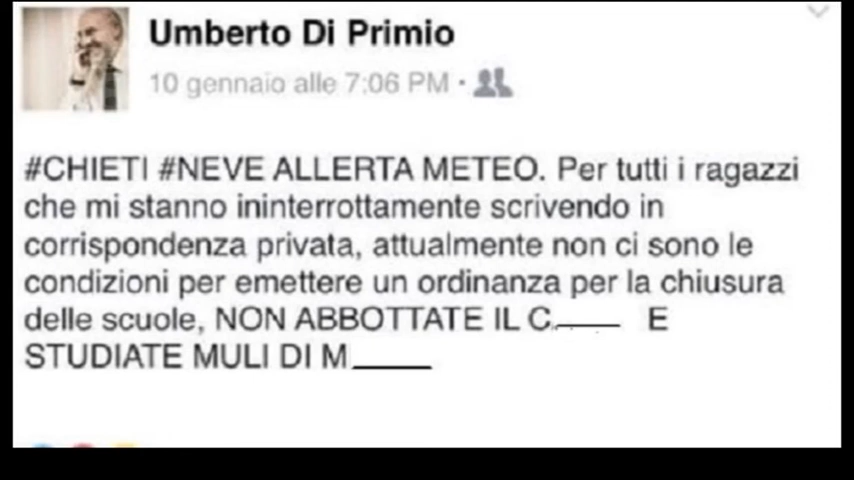 Umberto Di Primio
10 gennaio alle 7:06 PM ·
#CHIETI #NEVE ALLERTA METEO. Per tutti i ragazzi
che mi stanno ininterrottamente scrivendo in
corrispondenza privata, attualmente non ci sono le
condizioni per emettere un ordinanza per la chiusura
delle scuole, NON ABBOTTATE IL C____ E
STUDIATE MULI DI M_____